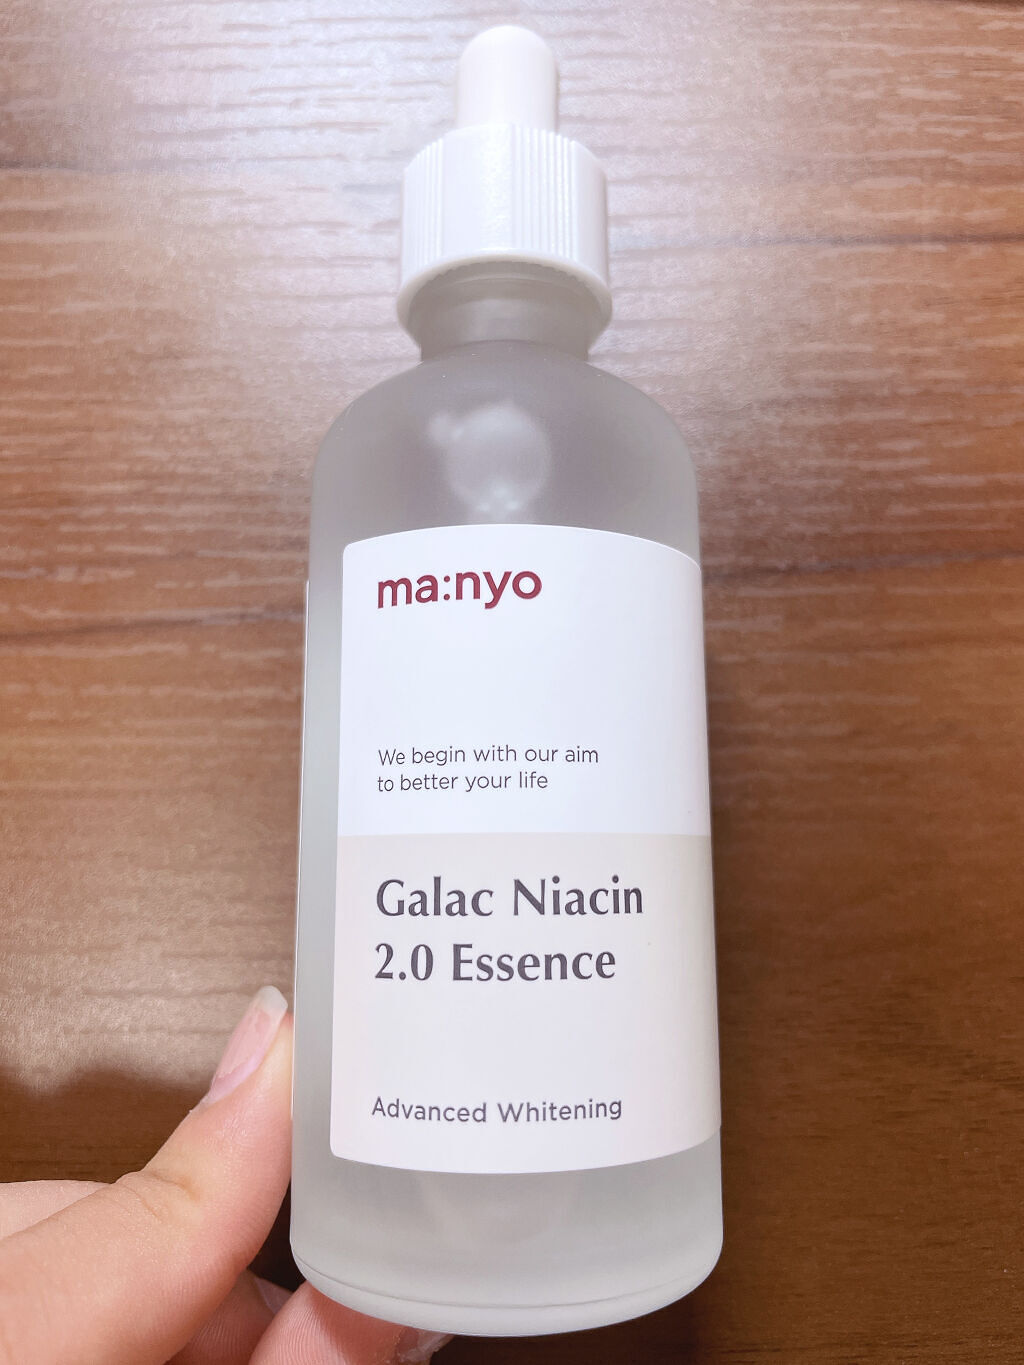 ma:nyo
We begin with our aim
to better your life
Galac Niacin
2.0 Essence
Advanced Whitening